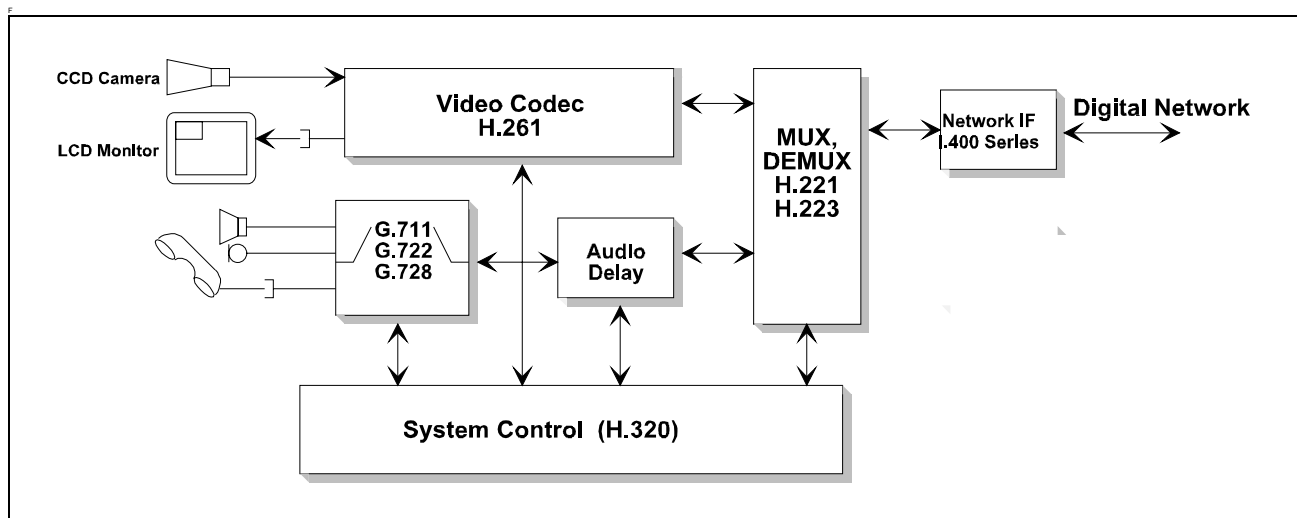 F
CCD Camera
LCD Monitor
Video Codec
H.261
MUX,
DEMUX
H.221
H.223
Network IF
I.400 Series
Digital Network
G.711
G.722
G.728
Audio
Delay
System Control (H.320)